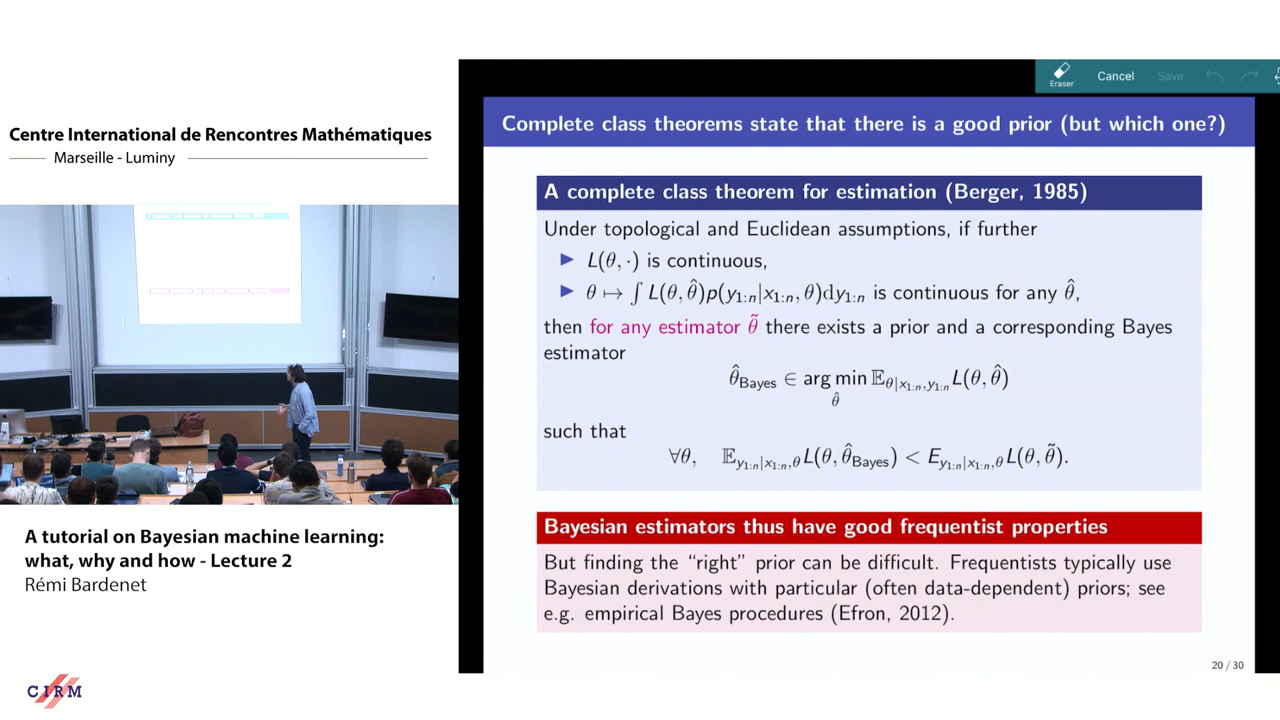 Centre International de Rencontres Mathématiques
Marseille - Luminy
Eraser
Cancel
Save
Complete class theorems state that there is a good prior (but which one?)
A complete class theorem for estimation (Berger, 1985)
Under topological and Euclidean assumptions, if further
▶ L(θ, ·) is continuous,
▶ θ ↦ ∫ L(θ, θ̂)p(y₁:ₙ|x₁:ₙ, θ)dy₁:ₙ is continuous for any θ̂,
then for any estimator θ̃ there exists a prior and a corresponding Bayes
estimator
θ̂Bayes ∈ arg min 𝔼θ|x₁:ₙ,y₁:ₙ L(θ, θ̂)
θ̂
such that
∀θ, 𝔼y₁:ₙ|x₁:ₙ,θ L(θ, θ̂Bayes) < Ey₁:ₙ|x₁:ₙ,θ L(θ, θ̃).
Bayesian estimators thus have good frequentist properties
But finding the “right” prior can be difficult. Frequentists typically use
Bayesian derivations with particular (often data-dependent) priors; see
e.g. empirical Bayes procedures (Efron, 2012).
20 / 30
A tutorial on Bayesian machine learning:
what, why and how - Lecture 2
Rémi Bardenet
CIRM